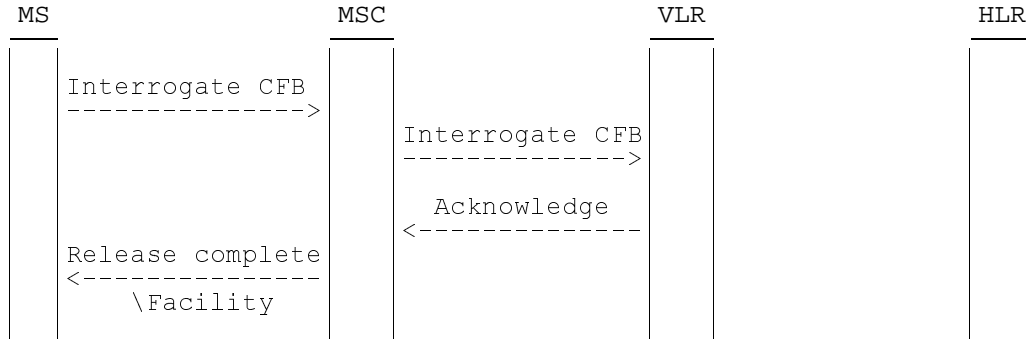 MS MSC VLR HLR
Interrogate CFB
--------------->
Interrogate CFB
-------------->
Acknowledge
<--------------
Release complete
<---------------
\Facility